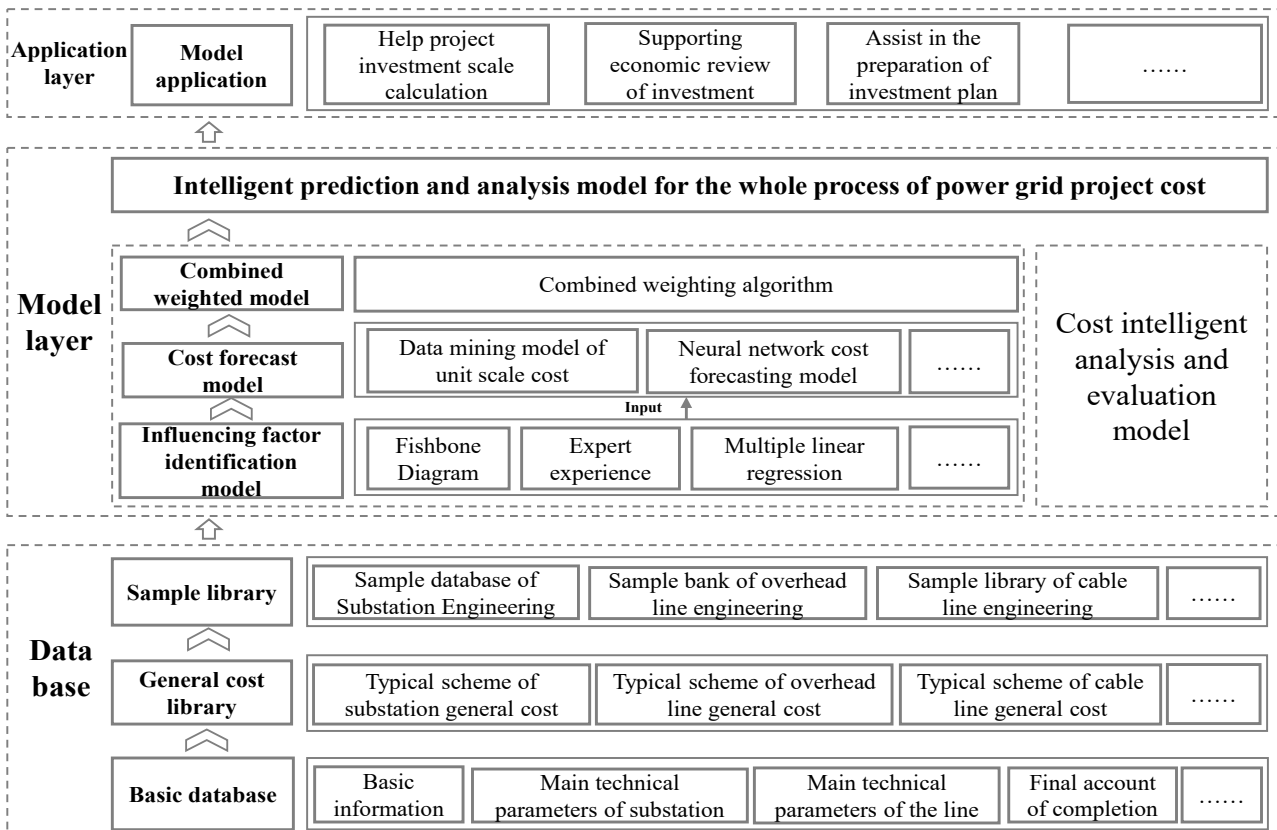 Application
layer
Model
application
Help project
investment scale
calculation
Supporting
economic review
of investment
Assist in the
preparation of
investment plan
……
Intelligent prediction and analysis model for the whole process of power grid project cost
Model
layer
Combined
weighted model
Combined weighting algorithm
Cost forecast
model
Data mining model of
unit scale cost
Neural network cost
forecasting model
……
Input
Influencing factor
identification
model
Fishbone
Diagram
Expert
experience
Multiple linear
regression
……
Cost intelligent
analysis and
evaluation
model
Data
base
Sample library
Sample database of
Substation Engineering
Sample bank of overhead
line engineering
Sample library of cable
line engineering
……
General cost
library
Typical scheme of
substation general cost
Typical scheme of overhead
line general cost
Typical scheme of cable
line general cost
……
Basic database
Basic
information
Main technical
parameters of substation
Main technical
parameters of the line
Final account
of completion
……